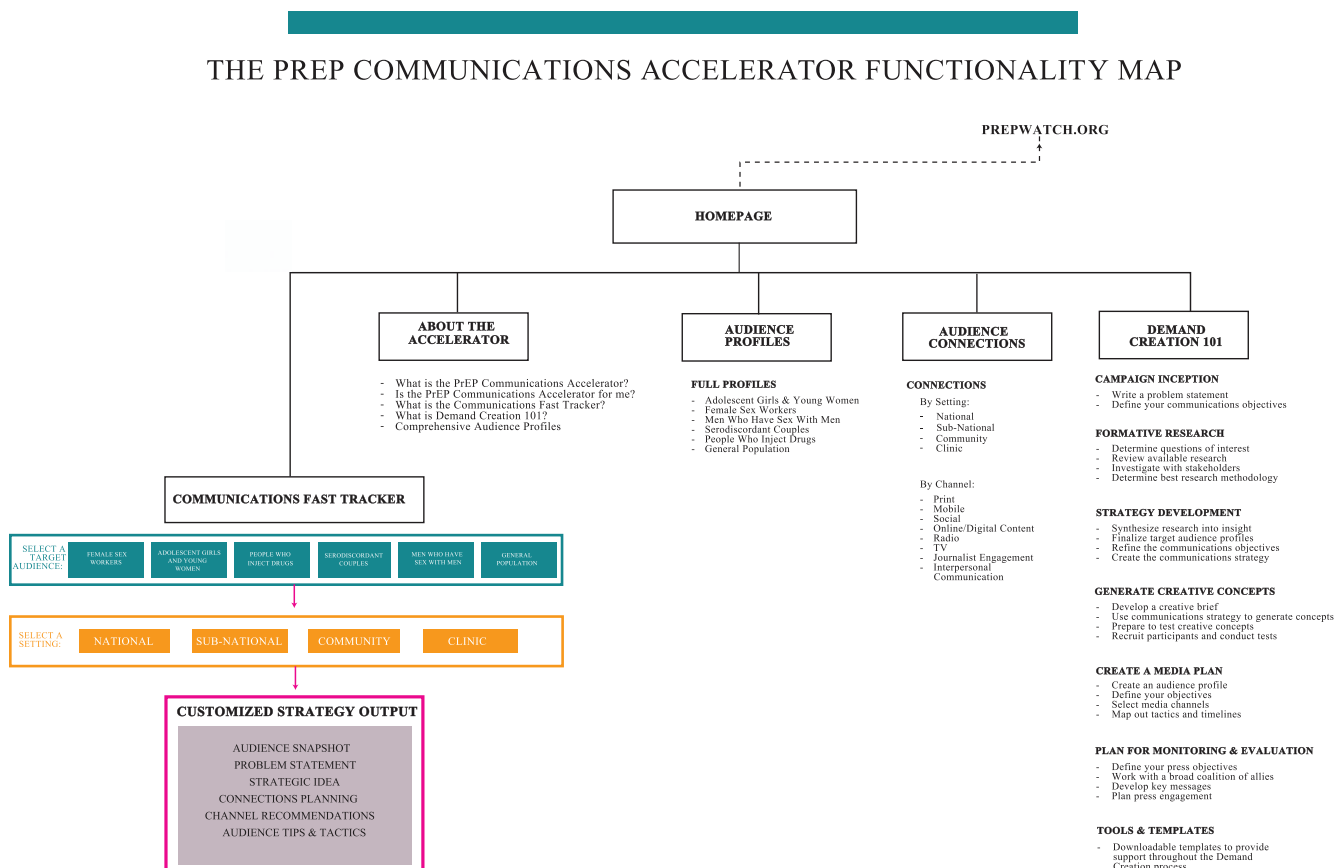 THE PREP COMMUNICATIONS ACCELERATOR FUNCTIONALITY MAP
PREPWATCH.ORG
HOMEPAGE
ABOUT THE
ACCELERATOR
- What is the PrEP Communications Accelerator?
- Is the PrEP Communications Accelerator for me?
- What is the Communications Fast Tracker?
- What is Demand Creation 101?
- Comprehensive Audience Profiles
AUDIENCE
PROFILES
FULL PROFILES
- Adolescent Girls & Young Women
- Female Sex Workers
- Men Who Have Sex With Men
- Serodiscordant Couples
- People Who Inject Drugs
- General Population
AUDIENCE
CONNECTIONS
CONNECTIONS
By Setting:
- National
- Sub-National
- Community
- Clinic
By Channel:
- Print
- Mobile
- Social
- Online/Digital Content
- Radio
- TV
- Journalist Engagement
- Interpersonal
Communication
DEMAND
CREATION 101
CAMPAIGN INCEPTION
- Write a problem statement
- Define your communications objectives
FORMATIVE RESEARCH
- Determine questions of interest
- Review available research
- Investigate with stakeholders
- Determine best research methodology
STRATEGY DEVELOPMENT
- Synthesize research into insight
- Finalize target audience profiles
- Refine the communications objectives
- Create the communications strategy
GENERATE CREATIVE CONCEPTS
- Develop a creative brief
- Use communications strategy to generate concepts
- Prepare to test creative concepts
- Recruit participants and conduct tests
CREATE A MEDIA PLAN
- Create an audience profile
- Define your objectives
- Select media channels
- Map out tactics and timelines
PLAN FOR MONITORING & EVALUATION
- Define your press objectives
- Work with a broad coalition of allies
- Develop key messages
- Plan press engagement
TOOLS & TEMPLATES
- Downloadable templates to provide
support throughout the Demand
Creation process
COMMUNICATIONS FAST TRACKER
SELECT A
TARGET
AUDIENCE:
FEMALE SEX
WORKERS
ADOLESCENT GIRLS
AND YOUNG
WOMEN
PEOPLE WHO
INJECT DRUGS
SERODISCORDANT
COUPLES
MEN WHO HAVE
SEX WITH MEN
GENERAL
POPULATION
SELECT A
SETTING:
NATIONAL
SUB-NATIONAL
COMMUNITY
CLINIC
CUSTOMIZED STRATEGY OUTPUT
AUDIENCE SNAPSHOT
PROBLEM STATEMENT
STRATEGIC IDEA
CONNECTIONS PLANNING
CHANNEL RECOMMENDATIONS
AUDIENCE TIPS & TACTICS